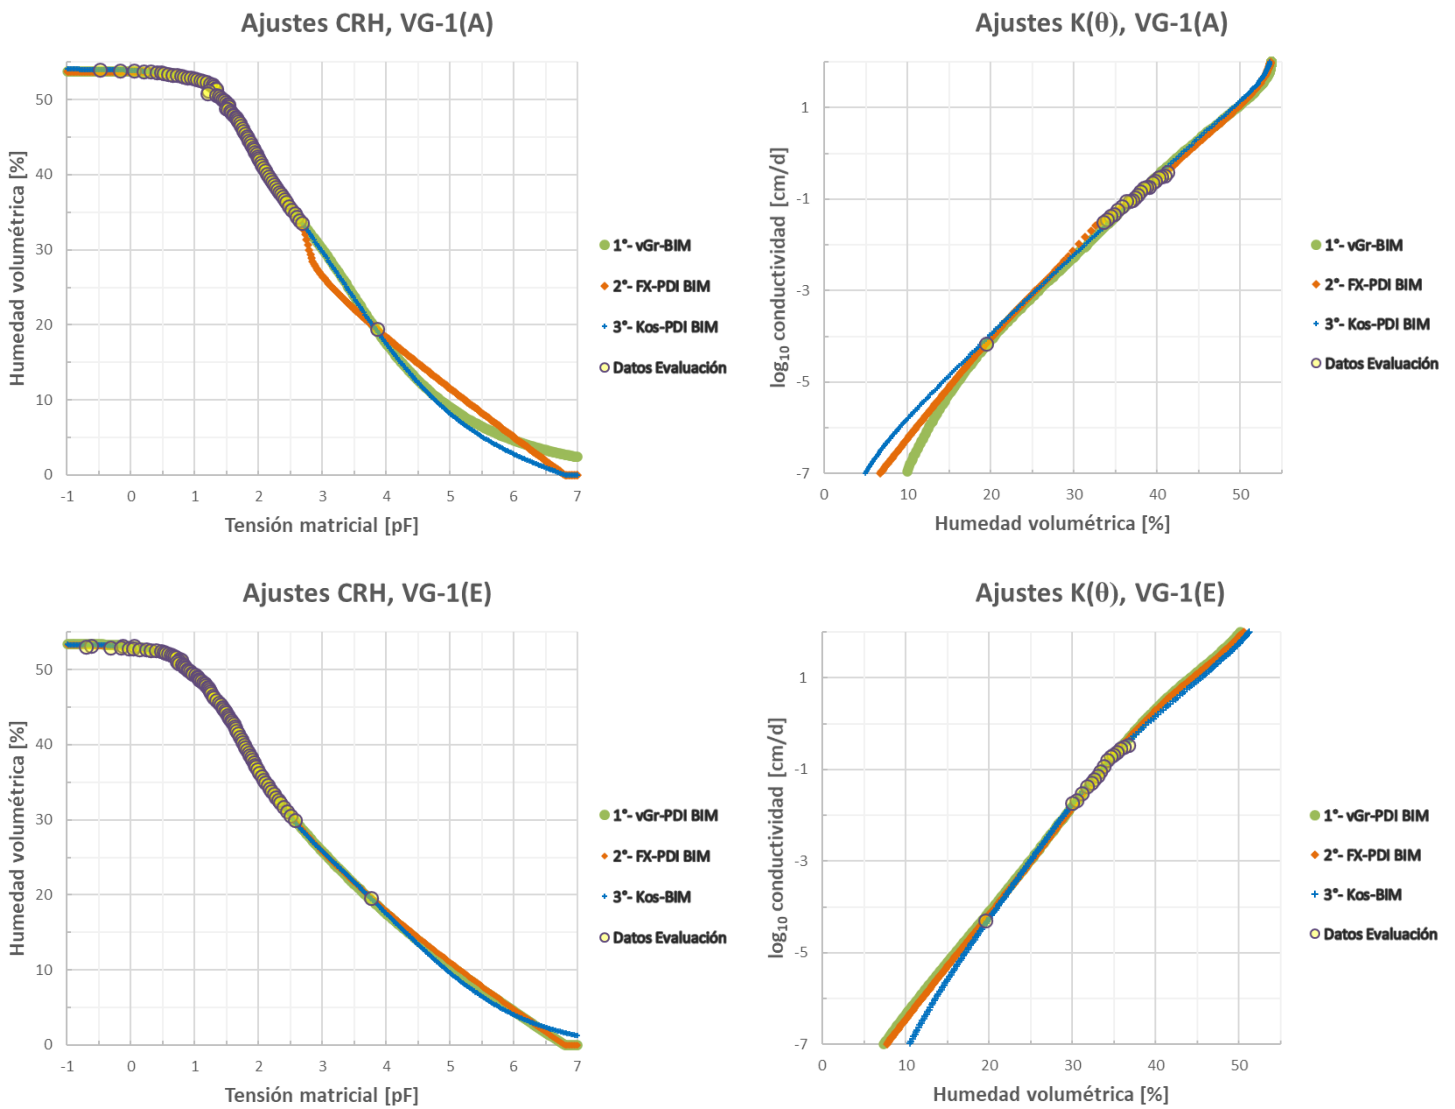 Ajustes CRH, VG-1(A)
Humedad volumétrica [%]
50
40
30
20
10
0
-1 0 1 2 3 4 5 6 7
Tensión matricial [pF]
1°- vGr-BIM
2°- FX-PDI BIM
3°- Kos-PDI BIM
Datos Evaluación
Ajustes K(θ), VG-1(A)
log10 conductividad [cm/d]
1
-1
-3
-5
-7
0 10 20 30 40 50
Humedad volumétrica [%]
1°- vGr-BIM
2°- FX-PDI BIM
3°- Kos-PDI BIM
Datos Evaluación
Ajustes CRH, VG-1(E)
Humedad volumétrica [%]
50
40
30
20
10
0
-1 0 1 2 3 4 5 6 7
Tensión matricial [pF]
1°- vGr-PDI BIM
2°- FX-PDI BIM
3°- Kos-BIM
Datos Evaluación
Ajustes K(θ), VG-1(E)
log10 conductividad [cm/d]
1
-1
-3
-5
-7
0 10 20 30 40 50
Humedad volumétrica [%]
1°- vGr-PDI BIM
2°- FX-PDI BIM
3°- Kos-BIM
Datos Evaluación